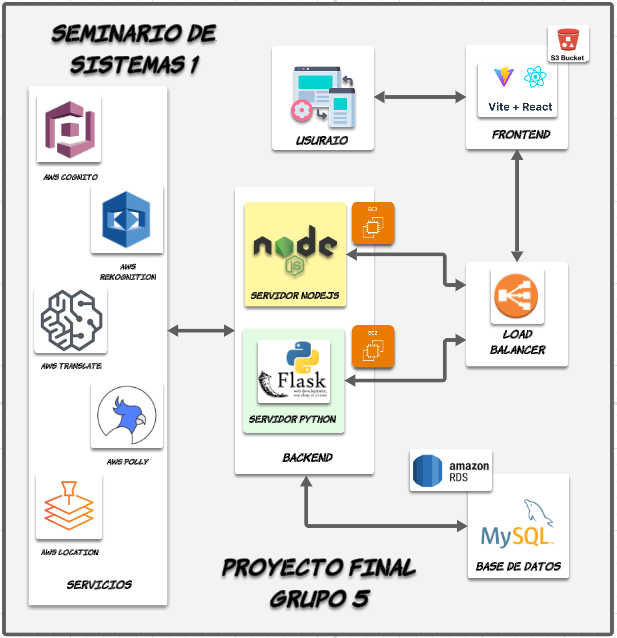 SEMINARIO DE
SISTEMAS 1
S3 Bucket
Vite + React
FRONTEND
USURAIO
AWS COGNITO
AWS
REKOGNITION
AWS TRANSLATE
AWS POLLY
AWS LOCATION
SERVICIOS
EC2
node
JS
SERVIDOR NODEJS
EC2
Flask
web development,
one drop at a time
SERVIDOR PYTHON
BACKEND
LOAD
BALANCER
amazon
RDS
MySQL
BASE DE DATOS
PROYECTO FINAL
GRUPO 5